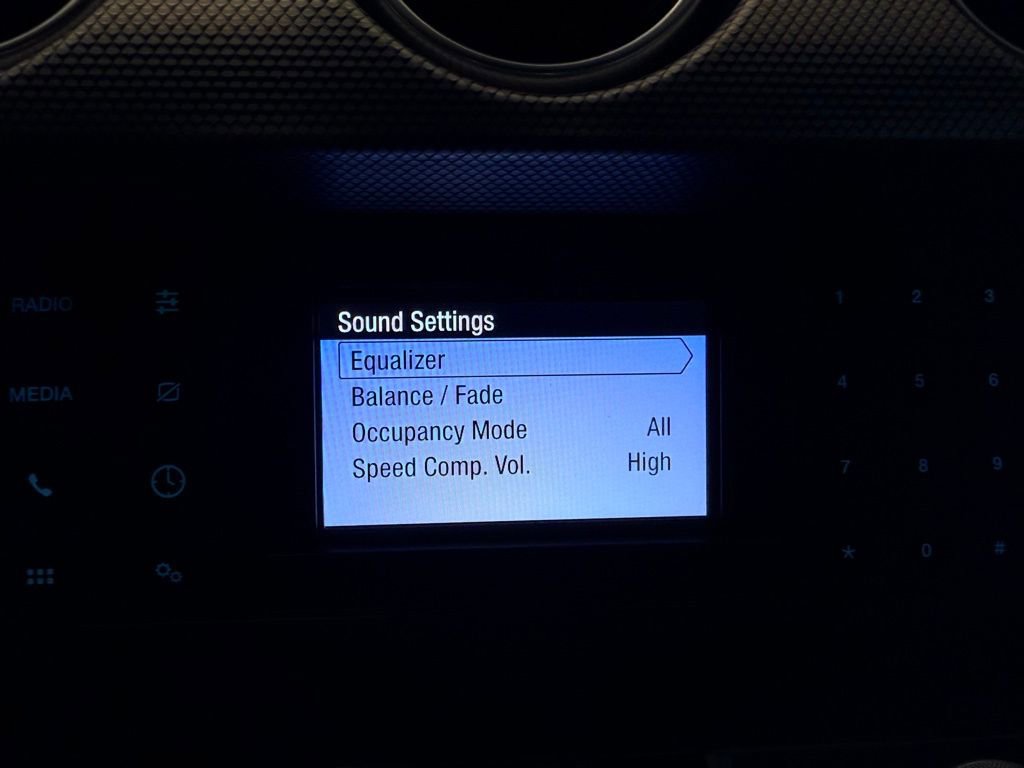 Sound Settings
Equalizer
Balance / Fade
Occupancy Mode All
Speed Comp. Vol. High
RADIO
MEDIA
1 2 3
4 5 6
7 8 9
* 0 #